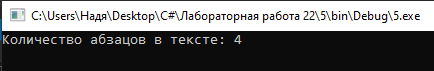 C:\Users\Надя\Desktop\C#\Лабораторная работа 22\5\bin\Debug\5.exe
Количество абзацев в тексте: 4